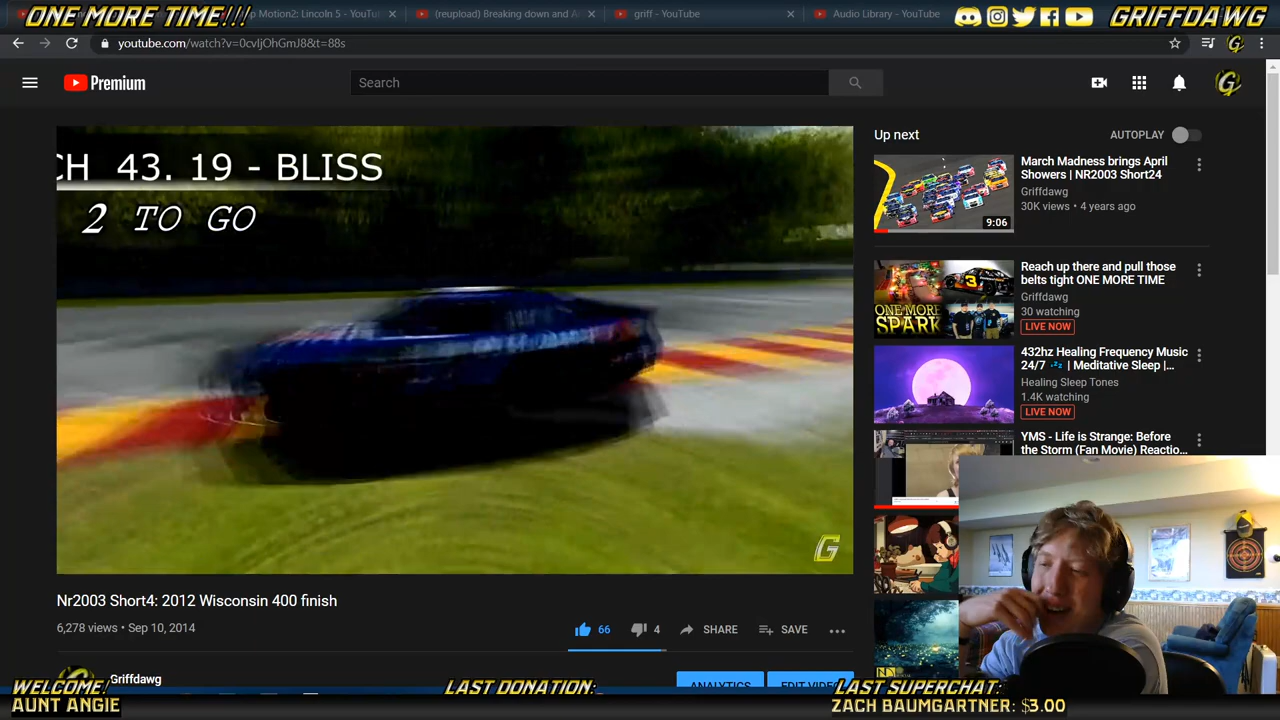 ONE MORE TIME!!!
Motion2: Lincoln 5 - YouTu
(reupload) Breaking down and A
griff - YouTube
Audio Library - YouTube
GRIFFDAWG
youtube.com/watch?v=0cvljOhGmJ8&t=88s
Premium
Search
CH 43. 19 - BLISS
2 TO GO
G
Nr2003 Short4: 2012 Wisconsin 400 finish
6,278 views • Sep 10, 2014
66
4
SHARE
SAVE
Griffdawg
ANALYTICS
EDIT VIDEO
Up next
AUTOPLAY
March Madness brings April
Showers | NR2003 Short24
Griffdawg
30K views • 4 years ago
9:06
Reach up there and pull those
belts tight ONE MORE TIME
Griffdawg
30 watching
LIVE NOW
ONE MORE
SPARK
3
432hz Healing Frequency Music
24/7 💤 | Meditative Sleep |...
Healing Sleep Tones
1.4K watching
LIVE NOW
YMS - Life is Strange: Before
the Storm (Fan Movie) Reactio...
WELCOME!
AUNT ANGIE
LAST DONATION:
LAST SUPERCHAT:
ZACH BAUMGARTNER: $3.00